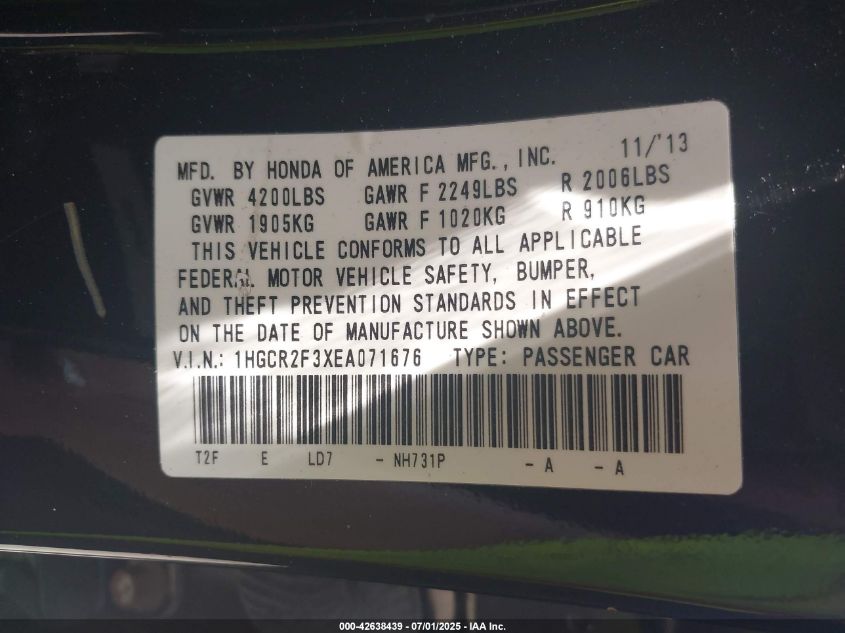 MFD. BY HONDA OF AMERICA MFG., INC. 11/'13
GVWR 4200LBS GAWR F 2249LBS R 2006LBS
GVWR 1905KG GAWR F 1020KG R 910KG
THIS VEHICLE CONFORMS TO ALL APPLICABLE
FEDERAL MOTOR VEHICLE SAFETY, BUMPER,
AND THEFT PREVENTION STANDARDS IN EFFECT
ON THE DATE OF MANUFACTURE SHOWN ABOVE.
V.I.N.: 1HGCR2F3XEA071676 TYPE: PASSENGER CAR
T2F E LD7 - NH731P - A - A
000-42638439 - 07/01/2025 - IAA Inc.